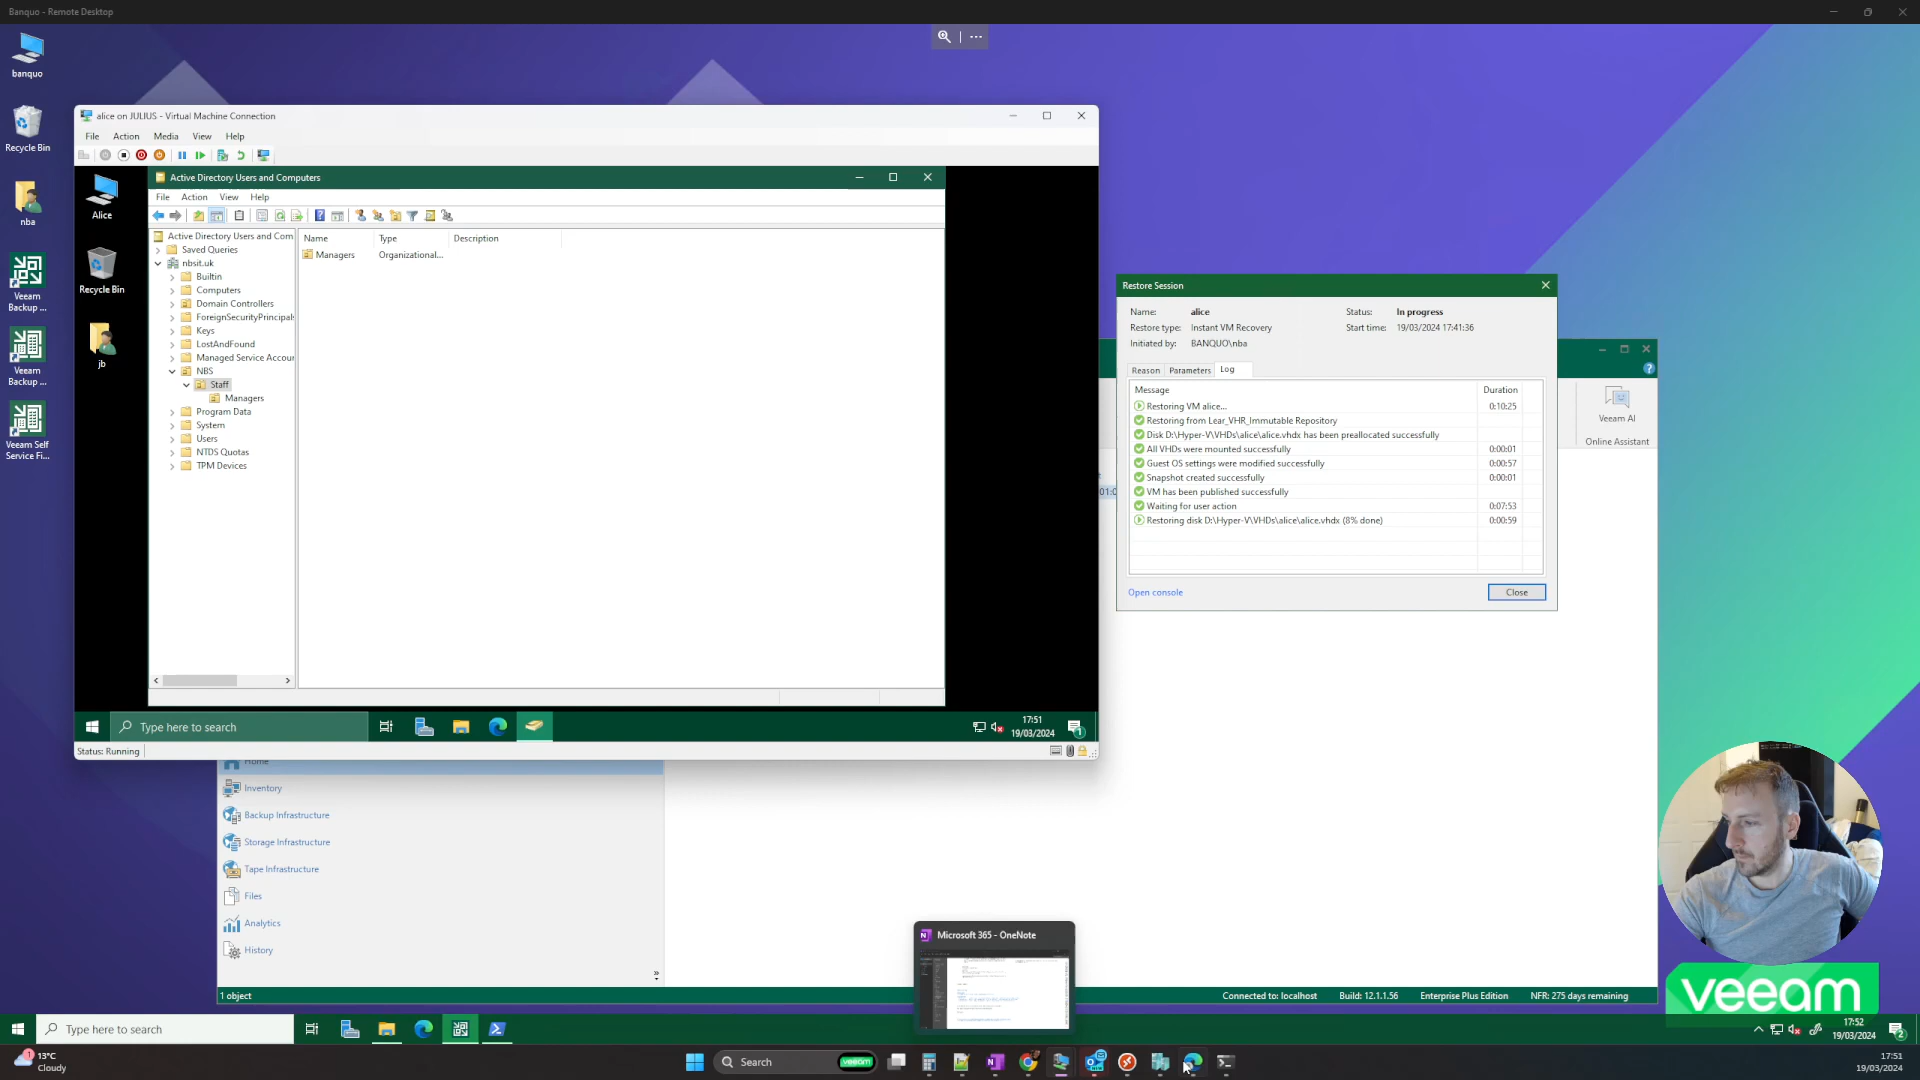 Banquo - Remote Desktop
banquo
Recycle Bin
nba
Veeam
Backup ...
Veeam
Backup ...
Veeam Self
Service Fi...
alice on JULIUS - Virtual Machine Connection
File Action Media View Help
Alice
Recycle Bin
jb
Active Directory Users and Computers
File Action View Help
Active Directory Users and Com
Saved Queries
nbsit.uk
Builtin
Computers
Domain Controllers
ForeignSecurityPrincipals
Keys
LostAndFound
Managed Service Accoun
NBS
Staff
Managers
Program Data
System
Users
NTDS Quotas
TPM Devices
Name Type Description
Managers Organizational...
Type here to search
17:51
19/03/2024
1
Status: Running
Restore Session
Name: alice Status: In progress
Restore type: Instant VM Recovery Start time: 19/03/2024 17:41:36
Initiated by: BANQUO\nba
Reason Parameters Log
Message Duration
Restoring VM alice... 0:10:25
Restoring from Lear_VHR_Immutable Repository
Disk D:\Hyper-V\VHDs\alice\alice.vhdx has been preallocated successfully
All VHDs were mounted successfully 0:00:01
Guest OS settings were modified successfully 0:00:57
Snapshot created successfully 0:00:01
VM has been published successfully
Waiting for user action 0:07:53
Restoring disk D:\Hyper-V\VHDs\alice\alice.vhdx (8% done) 0:00:59
Open console Close
Veeam AI
Online Assistant
Home
Inventory
Backup Infrastructure
Storage Infrastructure
Tape Infrastructure
Files
Analytics
History
1 object
Connected to: localhost Build: 12.1.1.56 Enterprise Plus Edition NFR: 275 days remaining
Microsoft 365 - OneNote
veeam
Type here to search
17:52
19/03/2024
2
1
13°C
Cloudy
Search
veeam
17:51
19/03/2024